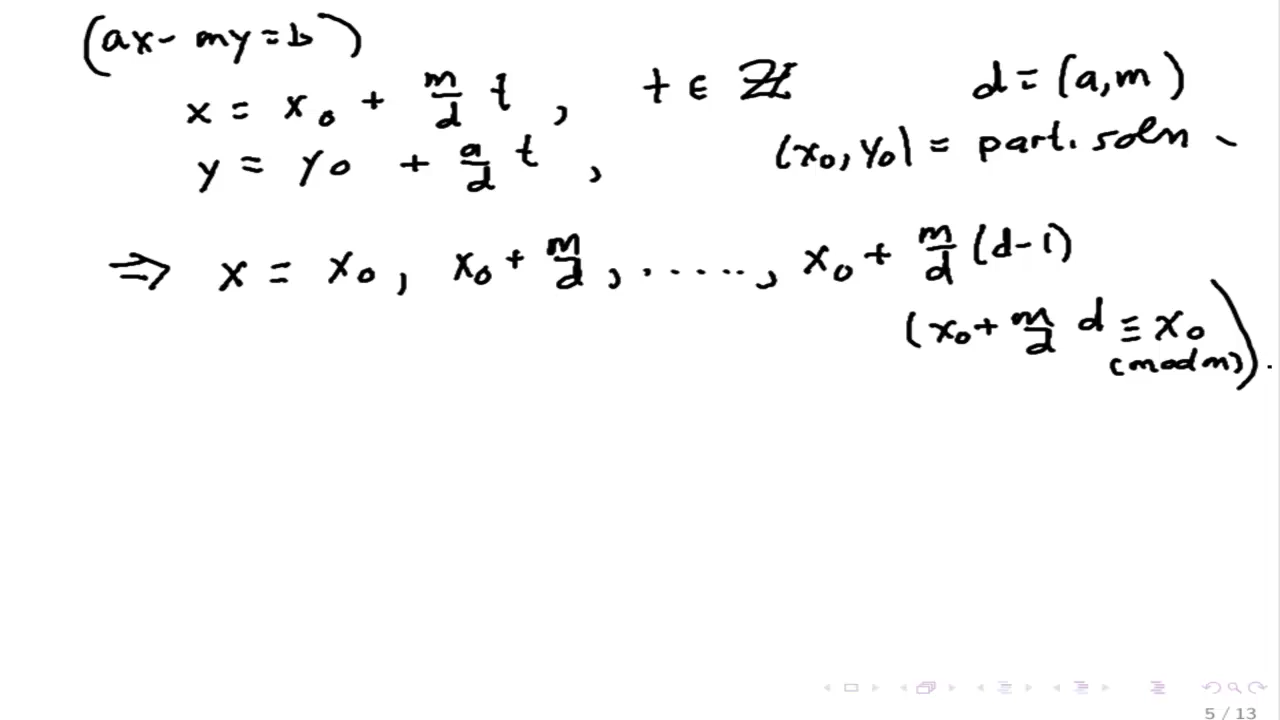 (ax - my = b)
x = x₀ + m/d t, t ∈ ℤ d = (a, m)
y = y₀ + a/d t, (x₀, y₀) = part. soln
⇒ x = x₀, x₀ + m/d, ....., x₀ + m/d (d-1)
(x₀ + m/d d ≡ x₀ (mod m)).
5 / 13